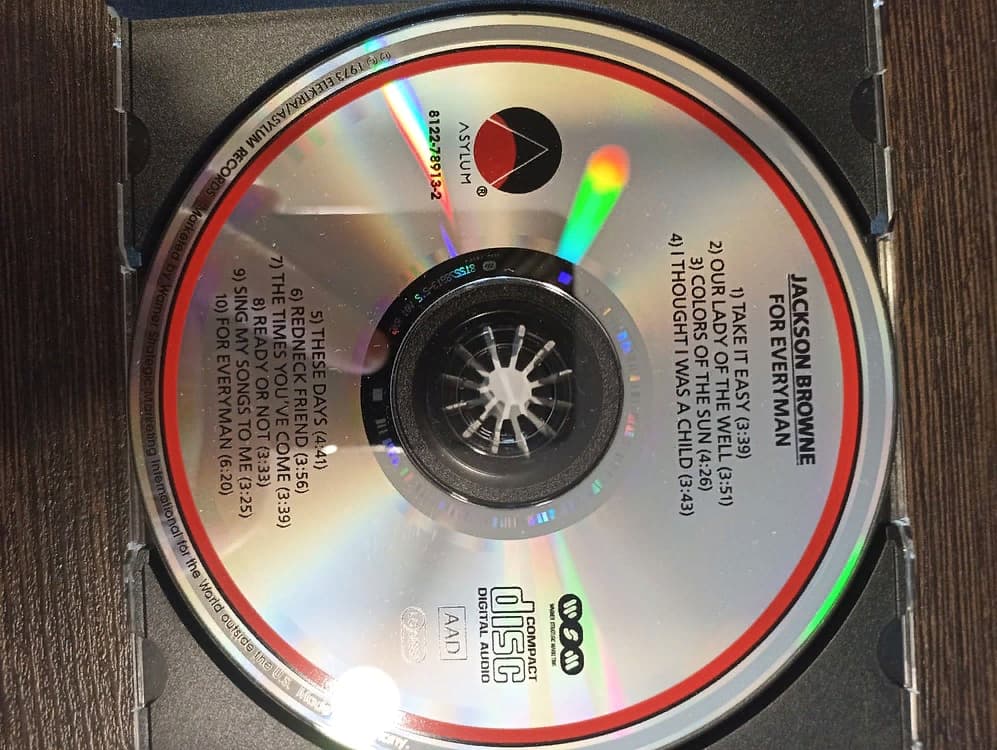 JACKSON BROWNE
FOR EVERYMAN
1) TAKE IT EASY (3:39)
2) OUR LADY OF THE WELL (3:51)
3) COLORS OF THE SUN (4:26)
4) I THOUGHT I WAS A CHILD (3:43)
ASYLUM ®
8122-78913-2
WSM
COMPACT
disc
DIGITAL AUDIO
AAD
5) THESE DAYS (4:41)
6) REDNECK FRIEND (3:56)
7) THE TIMES YOU'VE COME (3:39)
8) READY OR NOT (3:33)
9) SING MY SONGS TO ME (3:25)
10) FOR EVERYMAN (6:20)
1973 ELEKTRA/ASYLUM RECORDS. Marketed by Warner Strategic Marketing International for the World outside the U.S. Made